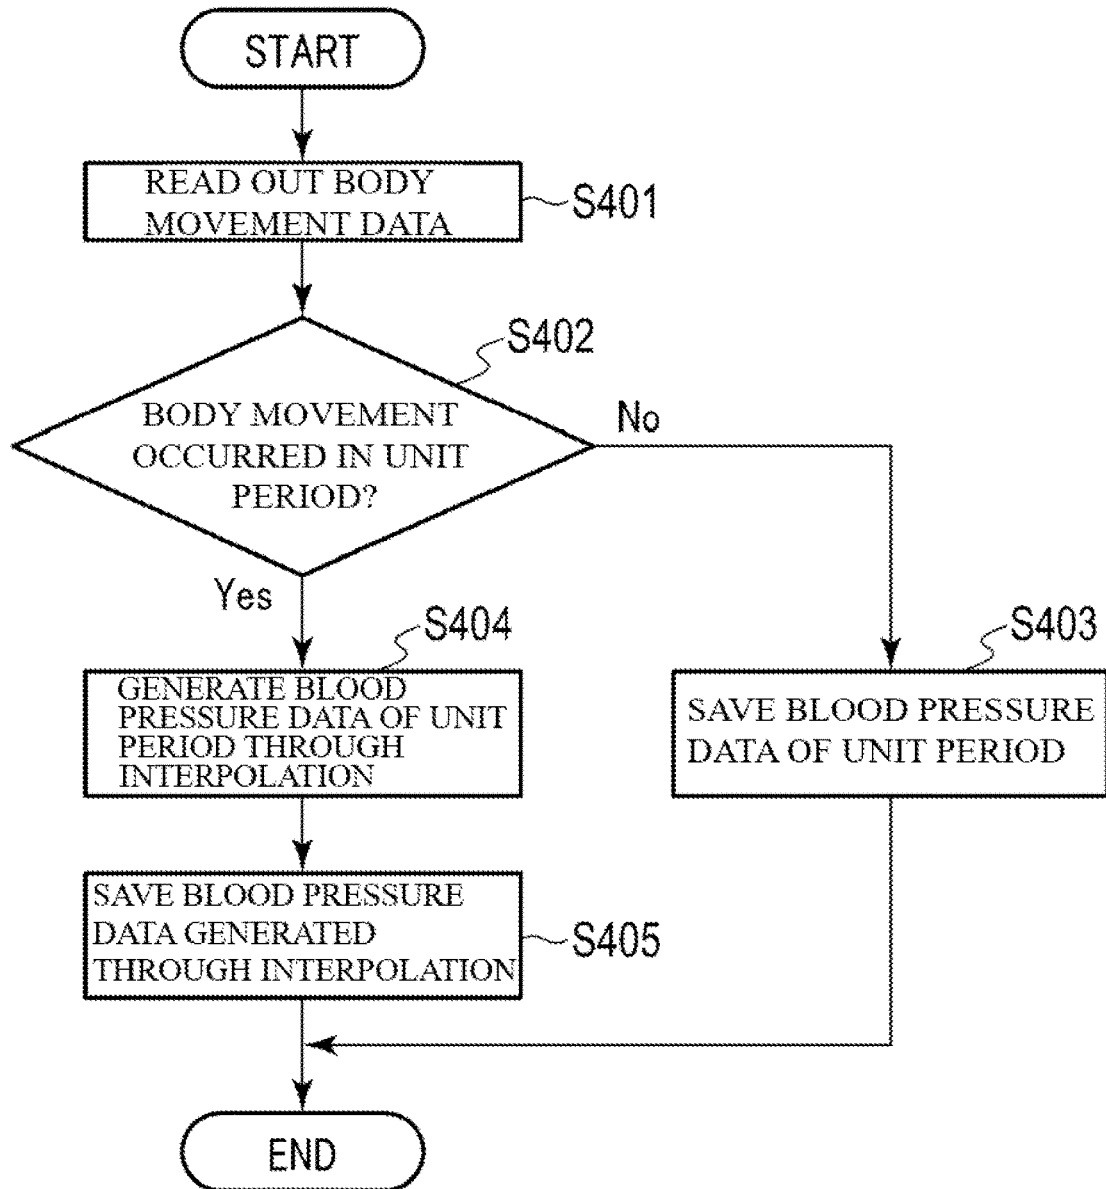 START
READ OUT BODY
MOVEMENT DATA
S401
S402
BODY MOVEMENT
OCCURRED IN UNIT
PERIOD?
No
Yes
S404
GENERATE BLOOD
PRESSURE DATA OF UNIT
PERIOD THROUGH
INTERPOLATION
S403
SAVE BLOOD PRESSURE
DATA OF UNIT PERIOD
SAVE BLOOD PRESSURE
DATA GENERATED
THROUGH INTERPOLATION
S405
END